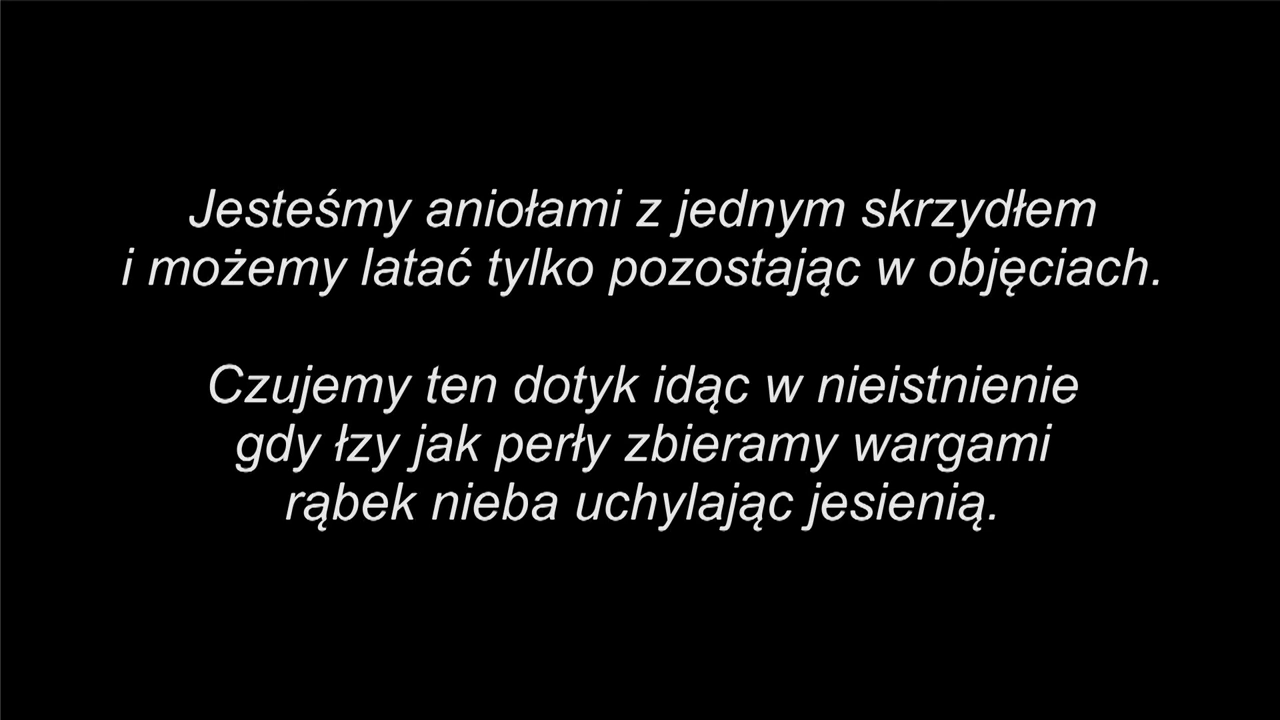 Jesteśmy aniołami z jednym skrzydłem
i możemy latać tylko pozostając w objęciach.
Czujemy ten dotyk idąc w nieistnienie
gdy łzy jak perły zbieramy wargami
rąbek nieba uchylając jesienią.